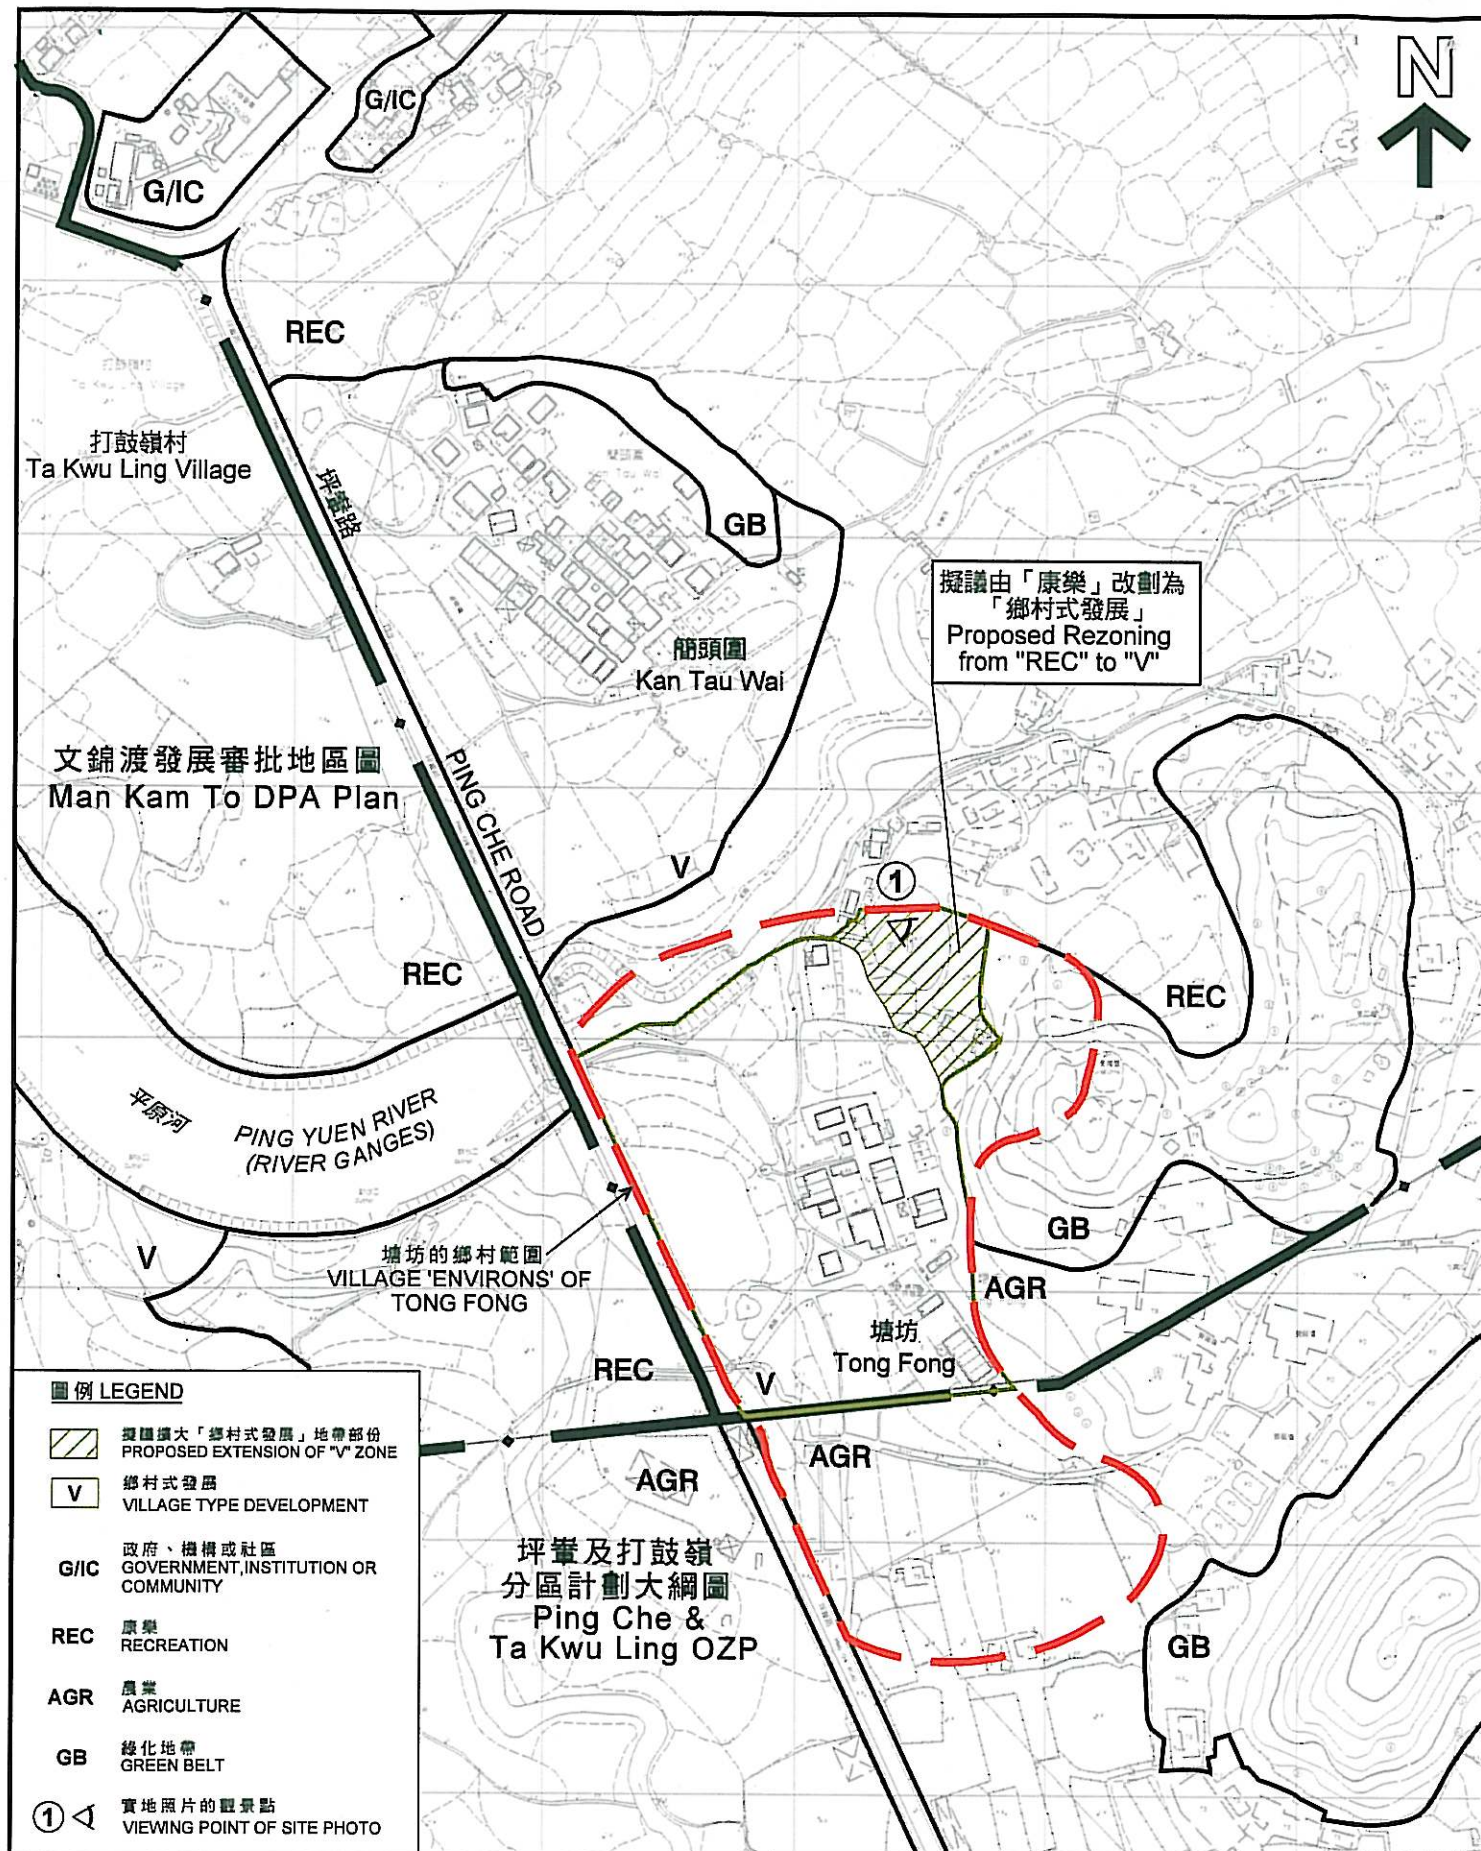 N
G/IC
G/IC
REC
打鼓嶺村
Ta Kwu Ling Village
Ta Kwu Ling Village
坪輋路
GB
擬議由「康樂」改劃為
「鄉村式發展」
Proposed Rezoning
from "REC" to "V"
簡頭圍
Kan Tau Wai
文錦渡發展審批地區圖
Man Kam To DPA Plan
PING CHE ROAD
V
1
REC
REC
平原河
PING YUEN RIVER
(RIVER GANGES)
V
塘坊的鄉村範圍
VILLAGE 'ENVIRONS' OF
TONG FONG
GB
AGR
塘坊
Tong Fong
REC
V
AGR
AGR
坪輋及打鼓嶺
分區計劃大綱圖
Ping Che &
Ta Kwu Ling OZP
GB
圖例 LEGEND
擬議擴大「鄉村式發展」地帶部份
PROPOSED EXTENSION OF "V" ZONE
V
鄉村式發展
VILLAGE TYPE DEVELOPMENT
政府、機構或社區
G/IC
GOVERNMENT,INSTITUTION OR
COMMUNITY
REC
康樂
RECREATION
AGR
農業
AGRICULTURE
GB
綠化地帶
GREEN BELT
1
實地照片的觀景點
VIEWING POINT OF SITE PHOTO